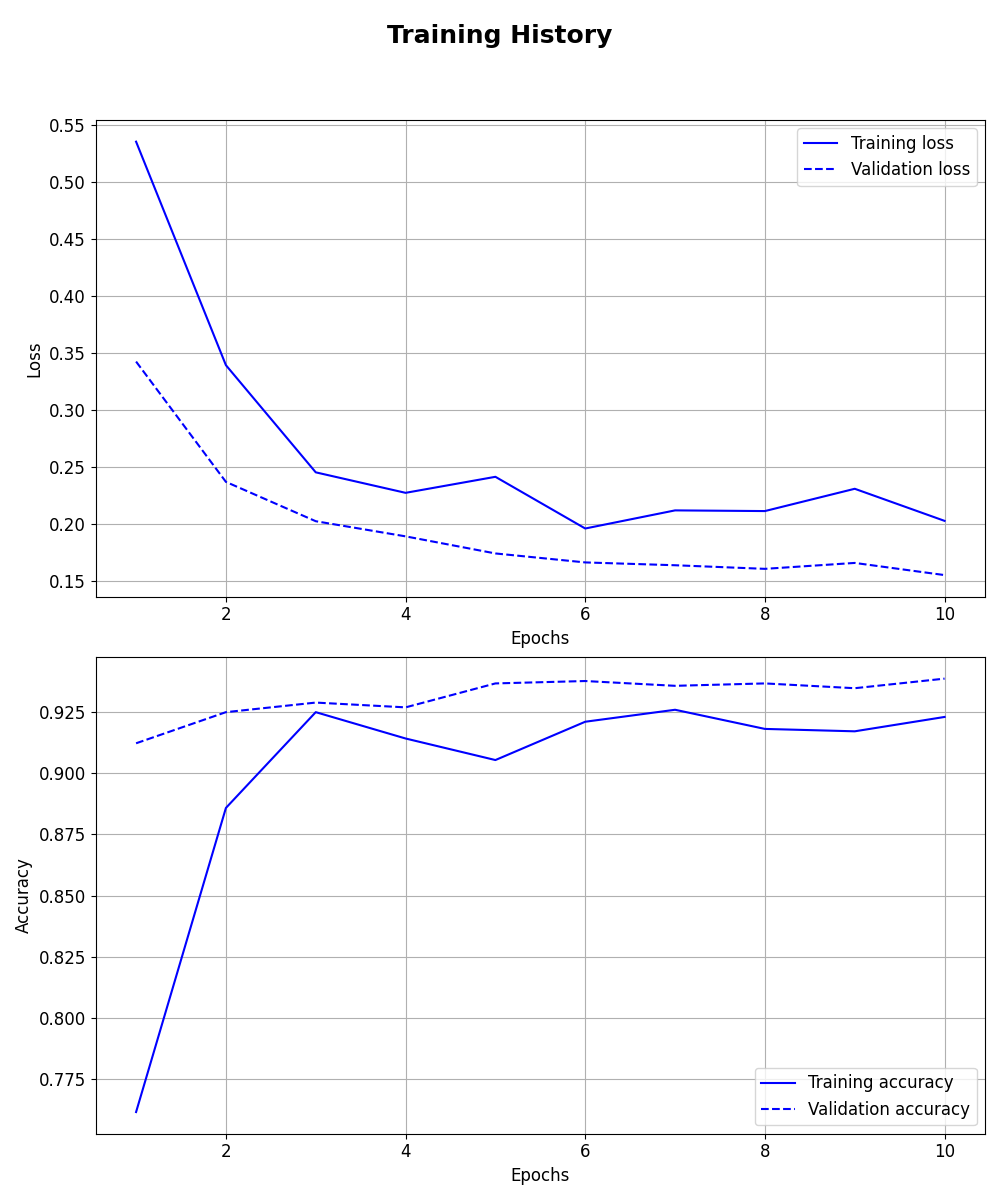 Training History
0.55
0.50
0.45
0.40
0.35
0.30
0.25
0.20
0.15
Loss
Training loss
Validation loss
2 4 6 8 10
Epochs
0.925
0.900
0.875
0.850
0.825
0.800
0.775
Accuracy
Training accuracy
Validation accuracy
2 4 6 8 10
Epochs